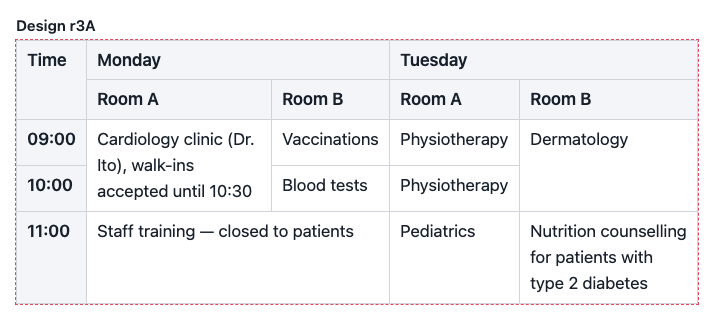 Design r3A
Time
Monday
Tuesday
Room A
Room B
Room A
Room B
09:00
Cardiology clinic (Dr.
Ito), walk-ins
accepted until 10:30
Vaccinations
Physiotherapy
Dermatology
10:00
Blood tests
Physiotherapy
11:00
Staff training — closed to patients
Pediatrics
Nutrition counselling
for patients with
type 2 diabetes